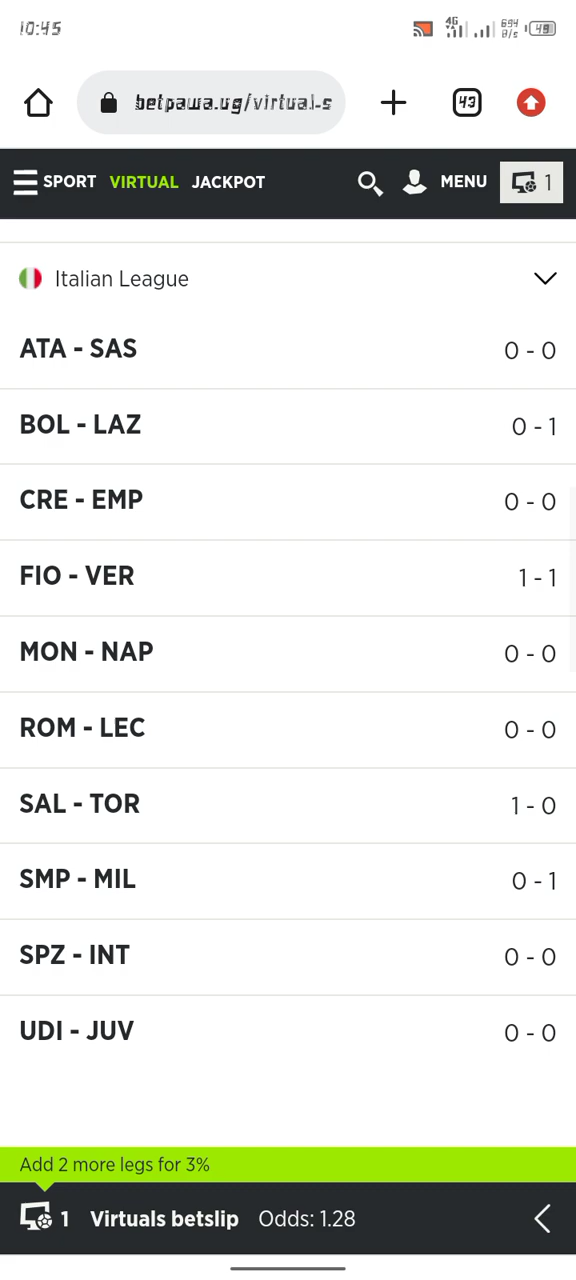 10:45 4G 694 B/s 49
betpawa.ug/virtual-s 43
SPORT VIRTUAL JACKPOT MENU 1
Italian League
ATA - SAS 0 - 0
BOL - LAZ 0 - 1
CRE - EMP 0 - 0
FIO - VER 1 - 1
MON - NAP 0 - 0
ROM - LEC 0 - 0
SAL - TOR 1 - 0
SMP - MIL 0 - 1
SPZ - INT 0 - 0
UDI - JUV 0 - 0
Add 2 more legs for 3%
1 Virtuals betslip Odds: 1.28